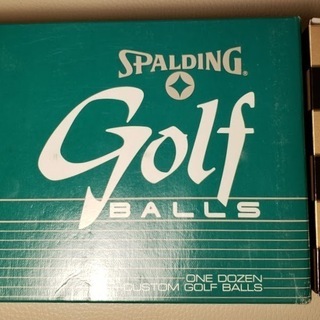 SPALDING®
Golf
BALLS
ONE DOZEN
CUSTOM GOLF BALLS